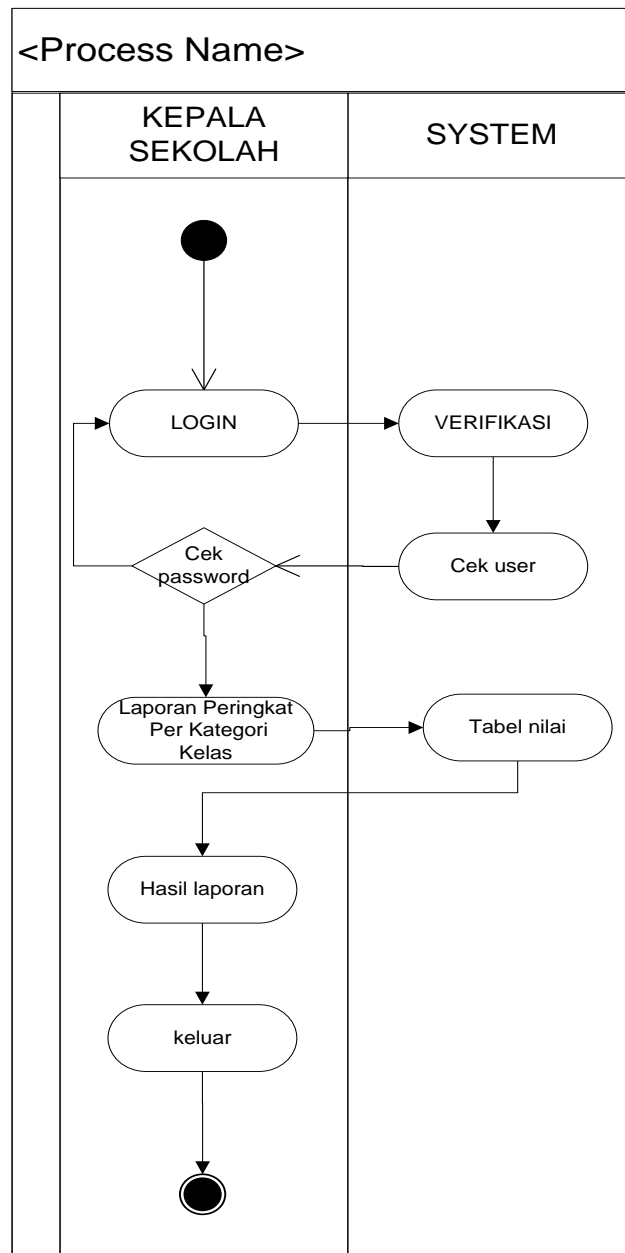 <Process Name>
KEPALA
SEKOLAH
SYSTEM
LOGIN
VERIFIKASI
Cek
password
Cek user
Laporan Peringkat
Per Kategori
Kelas
Tabel nilai
Hasil laporan
keluar